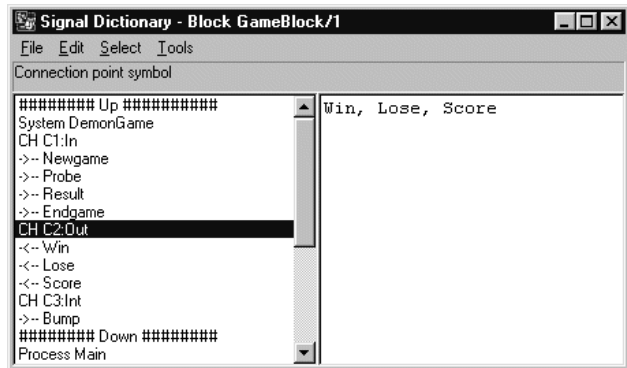 Signal Dictionary - Block GameBlock/1
File Edit Select Tools
Connection point symbol
######## Up ##########
System DemonGame
CH C1:In
->-- Newgame
->-- Probe
->-- Result
->-- Endgame
CH C2:Out
-<-- Win
-<-- Lose
-<-- Score
CH C3:Int
->-- Bump
######## Down ########
Process Main
Win, Lose, Score